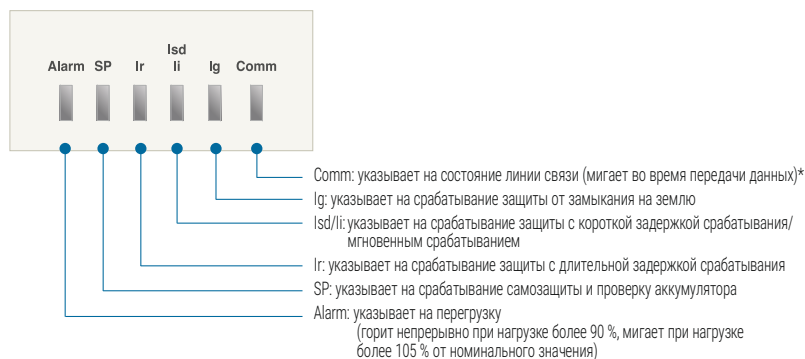 Isd
Alarm SP Ir Ii Ig Comm
Comm: указывает на состояние линии связи (мигает во время передачи данных)*
Ig: указывает на срабатывание защиты от замыкания на землю
Isd/Ii: указывает на срабатывание защиты с короткой задержкой срабатывания/
мгновенным срабатыванием
Ir: указывает на срабатывание защиты с длительной задержкой срабатывания
SP: указывает на срабатывание самозащиты и проверку аккумулятора
Alarm: указывает на перегрузку
(горит непрерывно при нагрузке более 90 %, мигает при нагрузке
более 105 % от номинального значения)